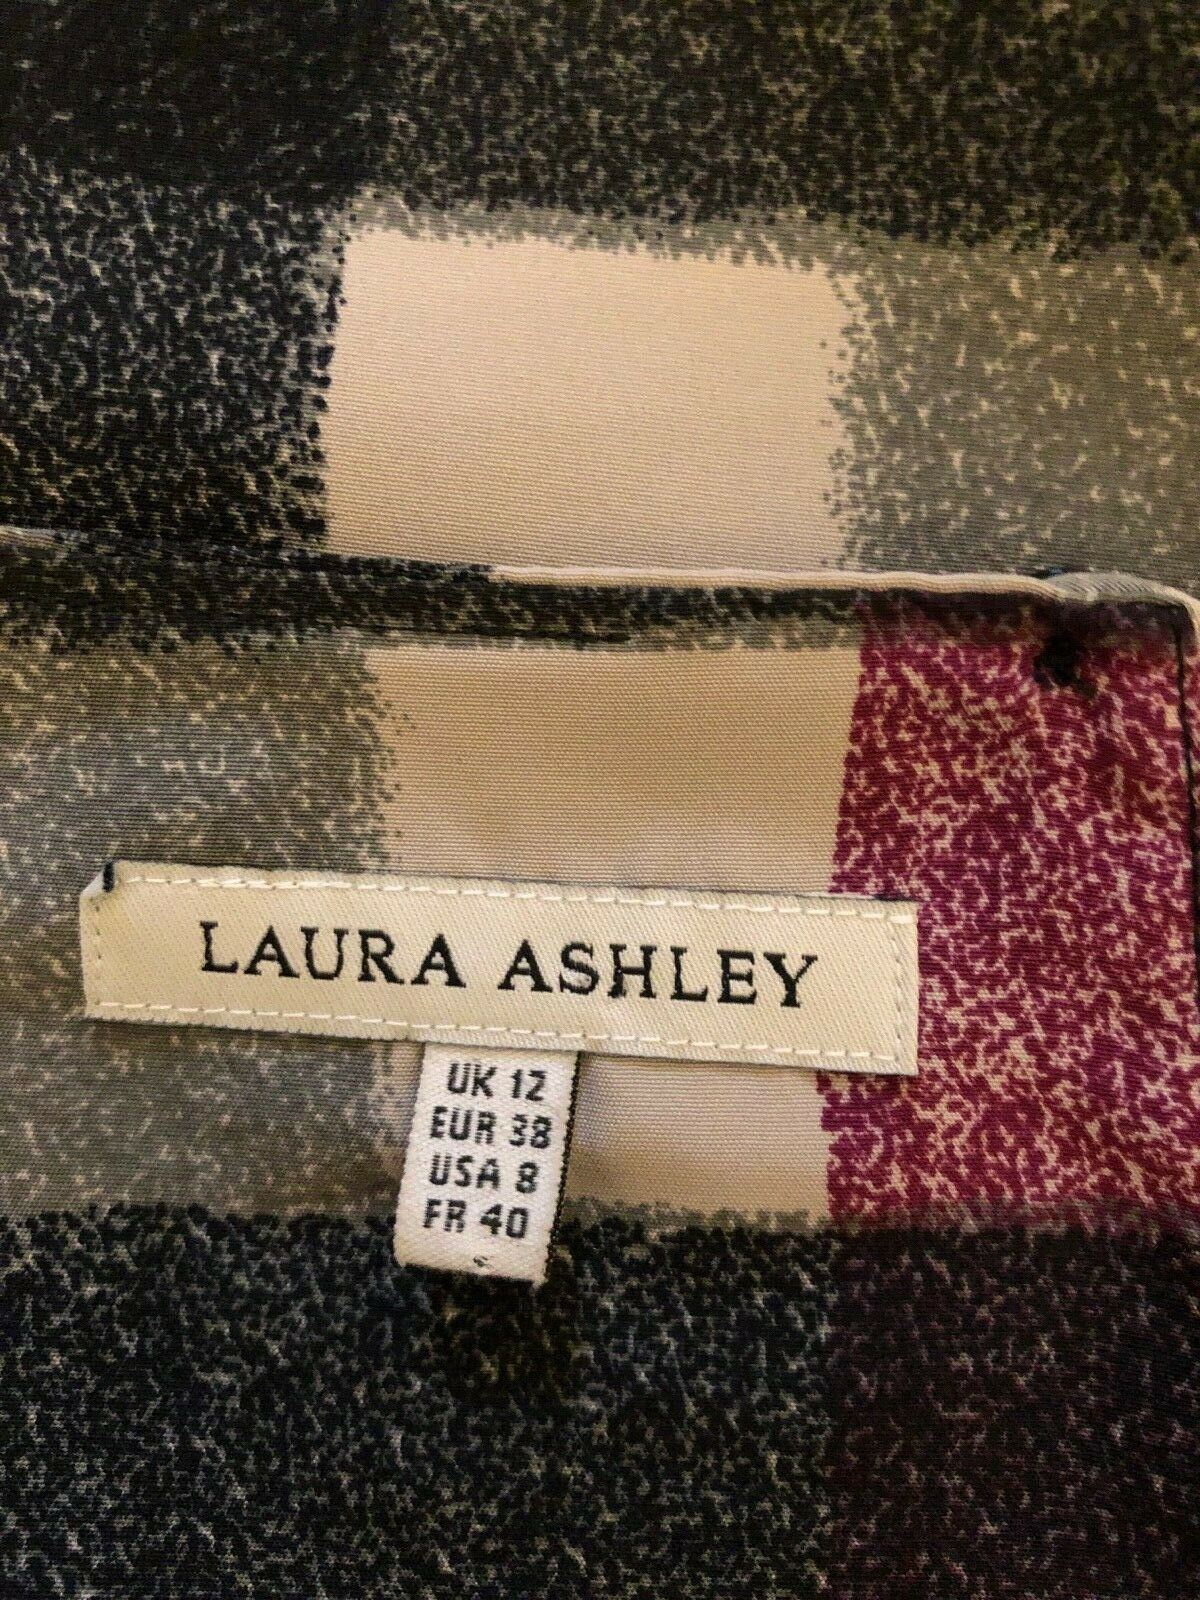 LAURA ASHLEY
UK 12
EUR 38
USA 8
FR 40